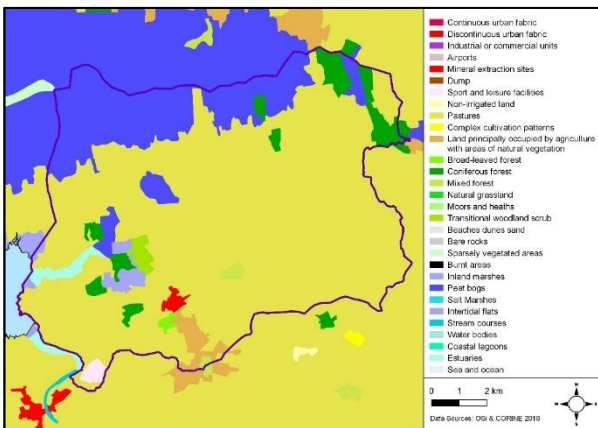 Continuous urban fabric
Discontinuous urban fabric
Industrial or commercial units
Airports
Mineral extraction sites
Dump
Sport and leisure facilities
Non-irrigated land
Pastures
Complex cultivation patterns
Land principally occupied by agriculture
with areas of natural vegetation
Broad-leaved forest
Coniferous forest
Mixed forest
Natural grassland
Moors and heaths
Transitional woodland scrub
Beaches dunes sand
Bare rocks
Sparsely vegetated areas
Burnt areas
Inland marshes
Peat bogs
Salt Marshes
Intertidal flats
Stream courses
Water bodies
Coastal lagoons
Estuaries
Sea and ocean
0 1 2 km
Data Sources: OSi & CORINE 2018